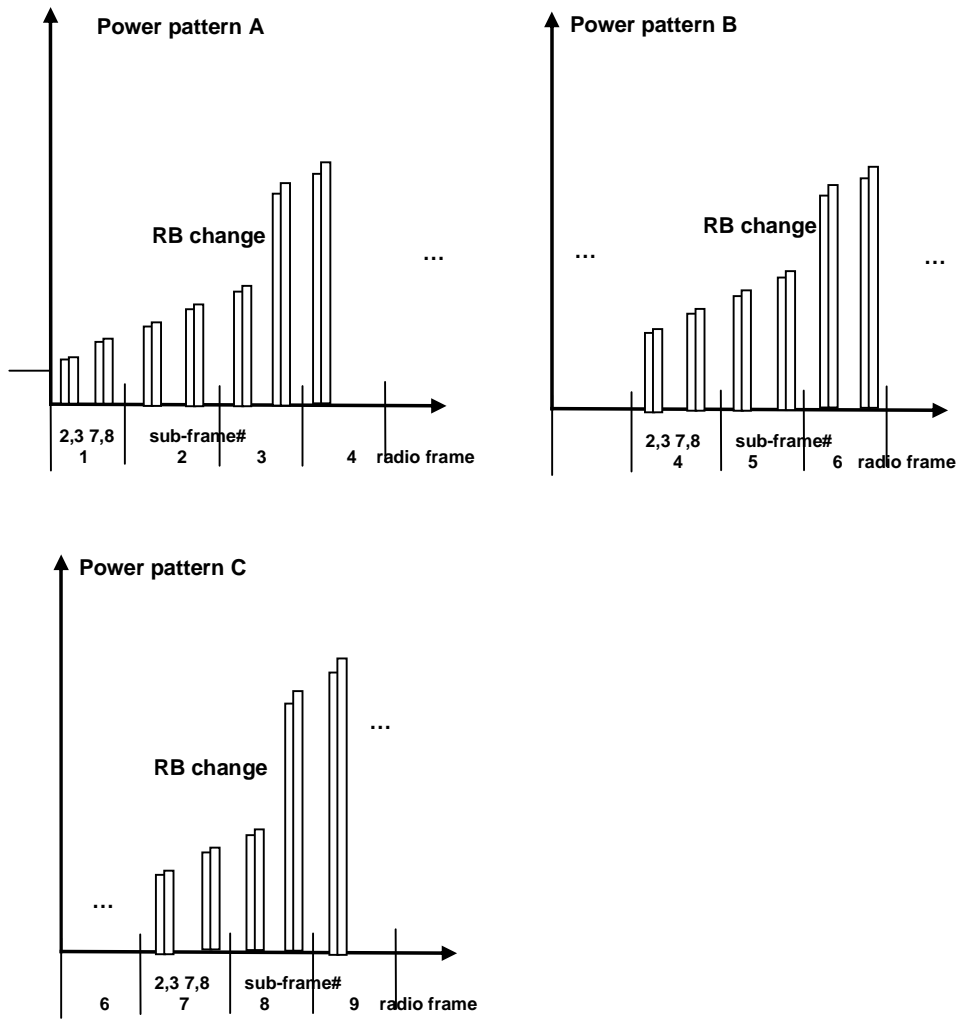 Power pattern A
RB change
...
2,3 7,8 sub-frame#
1 2 3 4 radio frame
Power pattern B
RB change
... ...
2,3 7,8 sub-frame#
4 5 6 radio frame
Power pattern C
...
RB change
...
2,3 7,8 sub-frame#
6 7 8 9 radio frame